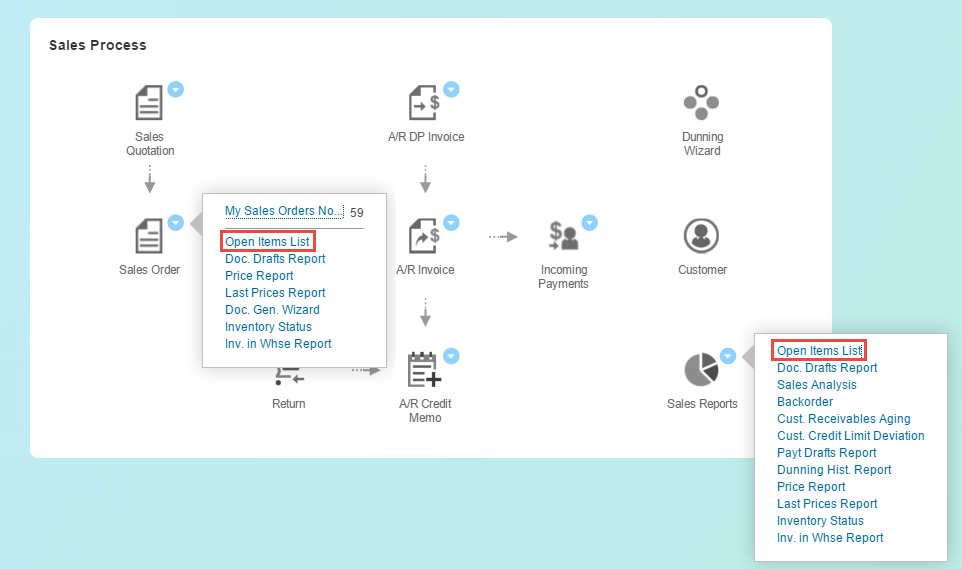 Sales Process
Sales
Quotation
A/R DP Invoice
Dunning
Wizard
Sales Order
My Sales Orders No... 59
Open Items List
Doc. Drafts Report
Price Report
Last Prices Report
Doc. Gen. Wizard
Inventory Status
Inv. in Whse Report
A/R Invoice
Incoming
Payments
Customer
Return
A/R Credit
Memo
Sales Reports
Open Items List
Doc. Drafts Report
Sales Analysis
Backorder
Cust. Receivables Aging
Cust. Credit Limit Deviation
Payt Drafts Report
Dunning Hist. Report
Price Report
Last Prices Report
Inventory Status
Inv. in Whse Report